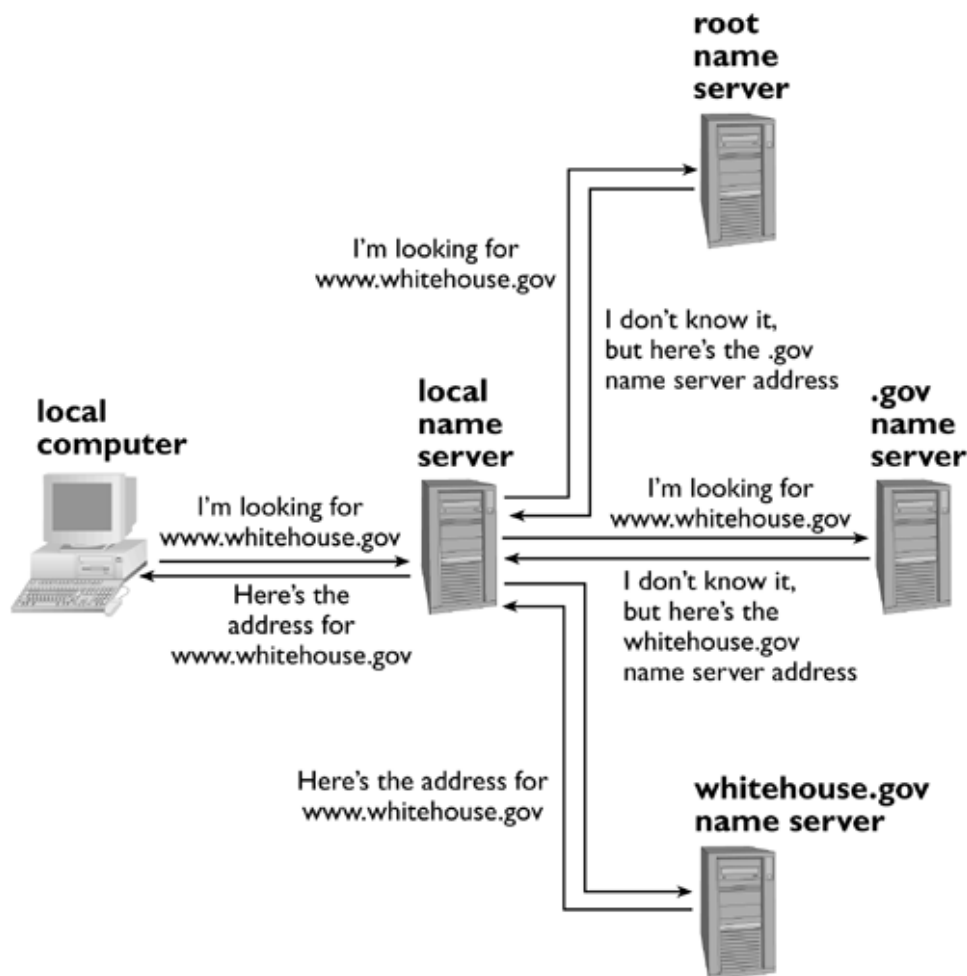 root
name
server
I'm looking for
www.whitehouse.gov
I don't know it,
but here's the .gov
name server address
local
computer
local
name
server
.gov
name
server
I'm looking for
www.whitehouse.gov
I'm looking for
www.whitehouse.gov
Here's the
address for
www.whitehouse.gov
I don't know it,
but here's the
whitehouse.gov
name server address
Here's the address for
www.whitehouse.gov
whitehouse.gov
name server